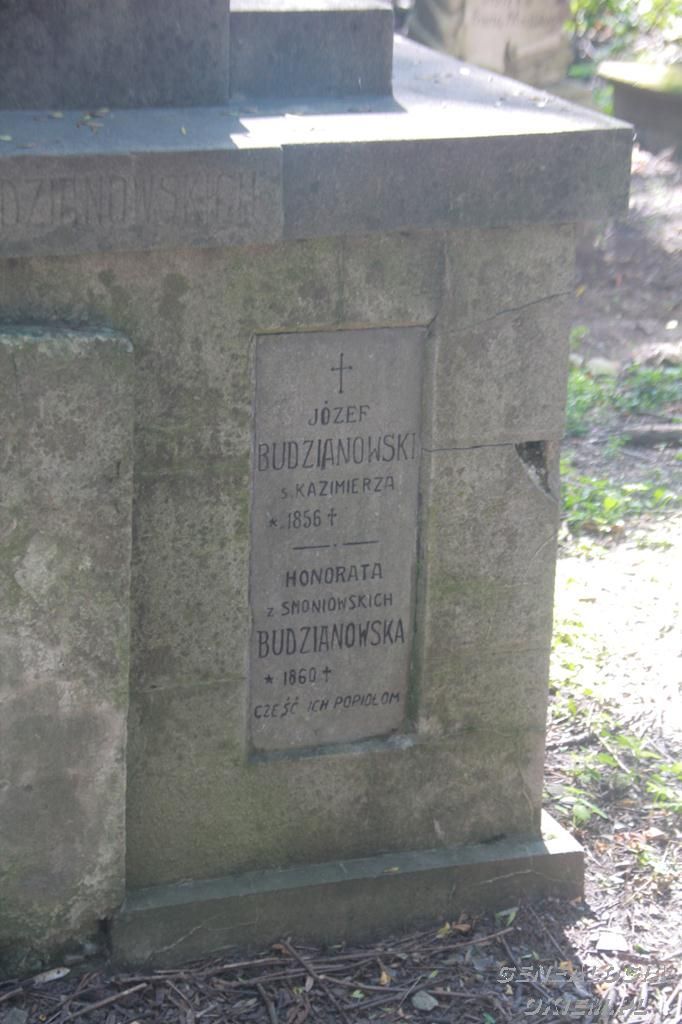 DZIANOWSKICH
JÓZEF
BUDZIANOWSKI
s. KAZIMIERZA
*.1856 †
HONORATA
z SMONIOWSKICH
BUDZIANOWSKA
* 1860 †
CZEŚĆ ICH POPIOŁOM